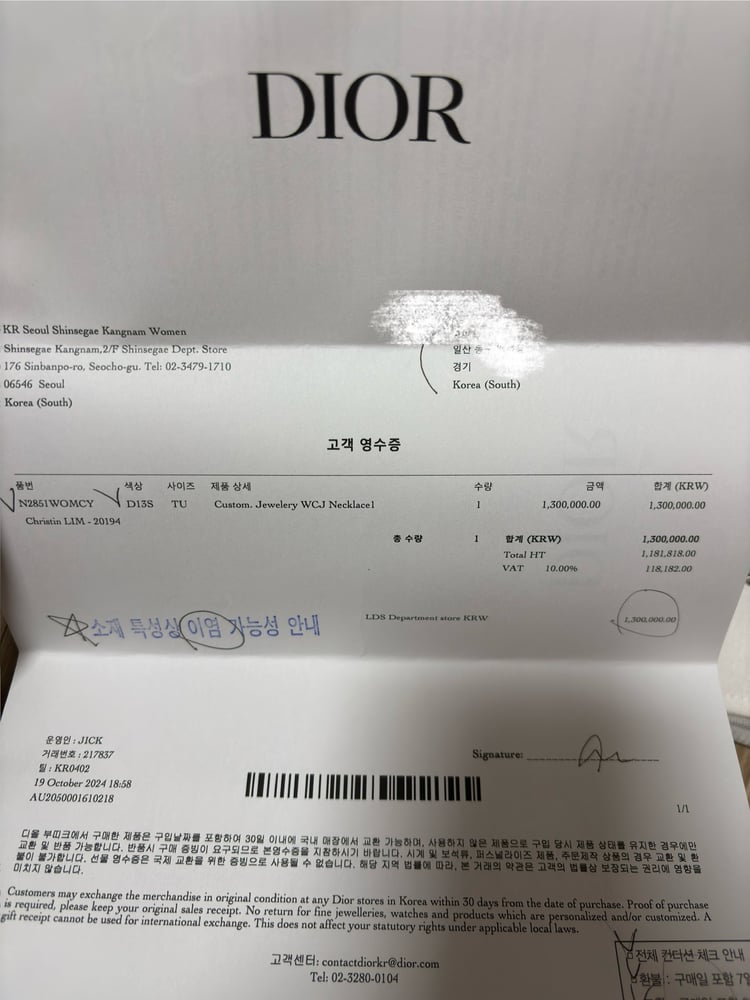 DIOR
KR Seoul Shinsegae Kangnam Women
Shinsegae Kangnam,2/F Shinsegae Dept. Store
176 Sinbanpo-ro, Seocho-gu. Tel: 02-3479-1710
06546 Seoul
Korea (South)
일산
경기
Korea (South)
고객 영수증
품번 색상 사이즈 제품 상세 수량 금액 합계 (KRW)
N2851WOMCY D13S TU Custom. Jewelery WCJ Necklace1 1 1,300,000.00 1,300,000.00
Christin LIM - 20194
총 수량 1 합계 (KRW) 1,300,000.00
Total HT 1,181,818.00
VAT 10.00% 118,182.00
LDS Department store KRW 1,300,000.00
소재 특성상 이염 가능성 안내
운영인 : JICK
거래번호 : 217837
틸 : KR0402
19 October 2024 18:58
AU2050001610218
Signature:
1/1
디올 부띠크에서 구매한 제품은 구입날짜를 포함하여 30일 이내에 국내 매장에서 교환 가능하며, 사용하지 않은 제품으로 구입 당시 제품 상태를 유지한 경우에만
교환 및 반품 가능합니다. 반품시 구매 증빙이 요구되므로 본영수증을 지참하시기 바랍니다. 시계 및 보석류, 퍼스널라이즈 제품, 주문제작 상품의 경우 교환 및 환
불이 불가합니다. 선물 영수증은 국제 교환을 위한 증빙으로 사용될 수 없습니다. 해당 지역 법률에 따라, 본 거래의 약관은 고객의 법률상 보장되는 권리에 영향을
미치지 않습니다.
Customers may exchange the merchandise in original condition at any Dior stores in Korea within 30 days from the date of purchase. Proof of purchase
is required, please keep your original sales receipt. No return for fine jewelleries, watches and products which are personalized and/or customized. A
gift receipt cannot be used for international exchange. This does not affect your statutory rights under applicable local laws.
고객센터: contactdiorkr@dior.com
Tel: 02-3280-0104
전체 컨디션 체크 안내
환불 : 구매일 포함 7일